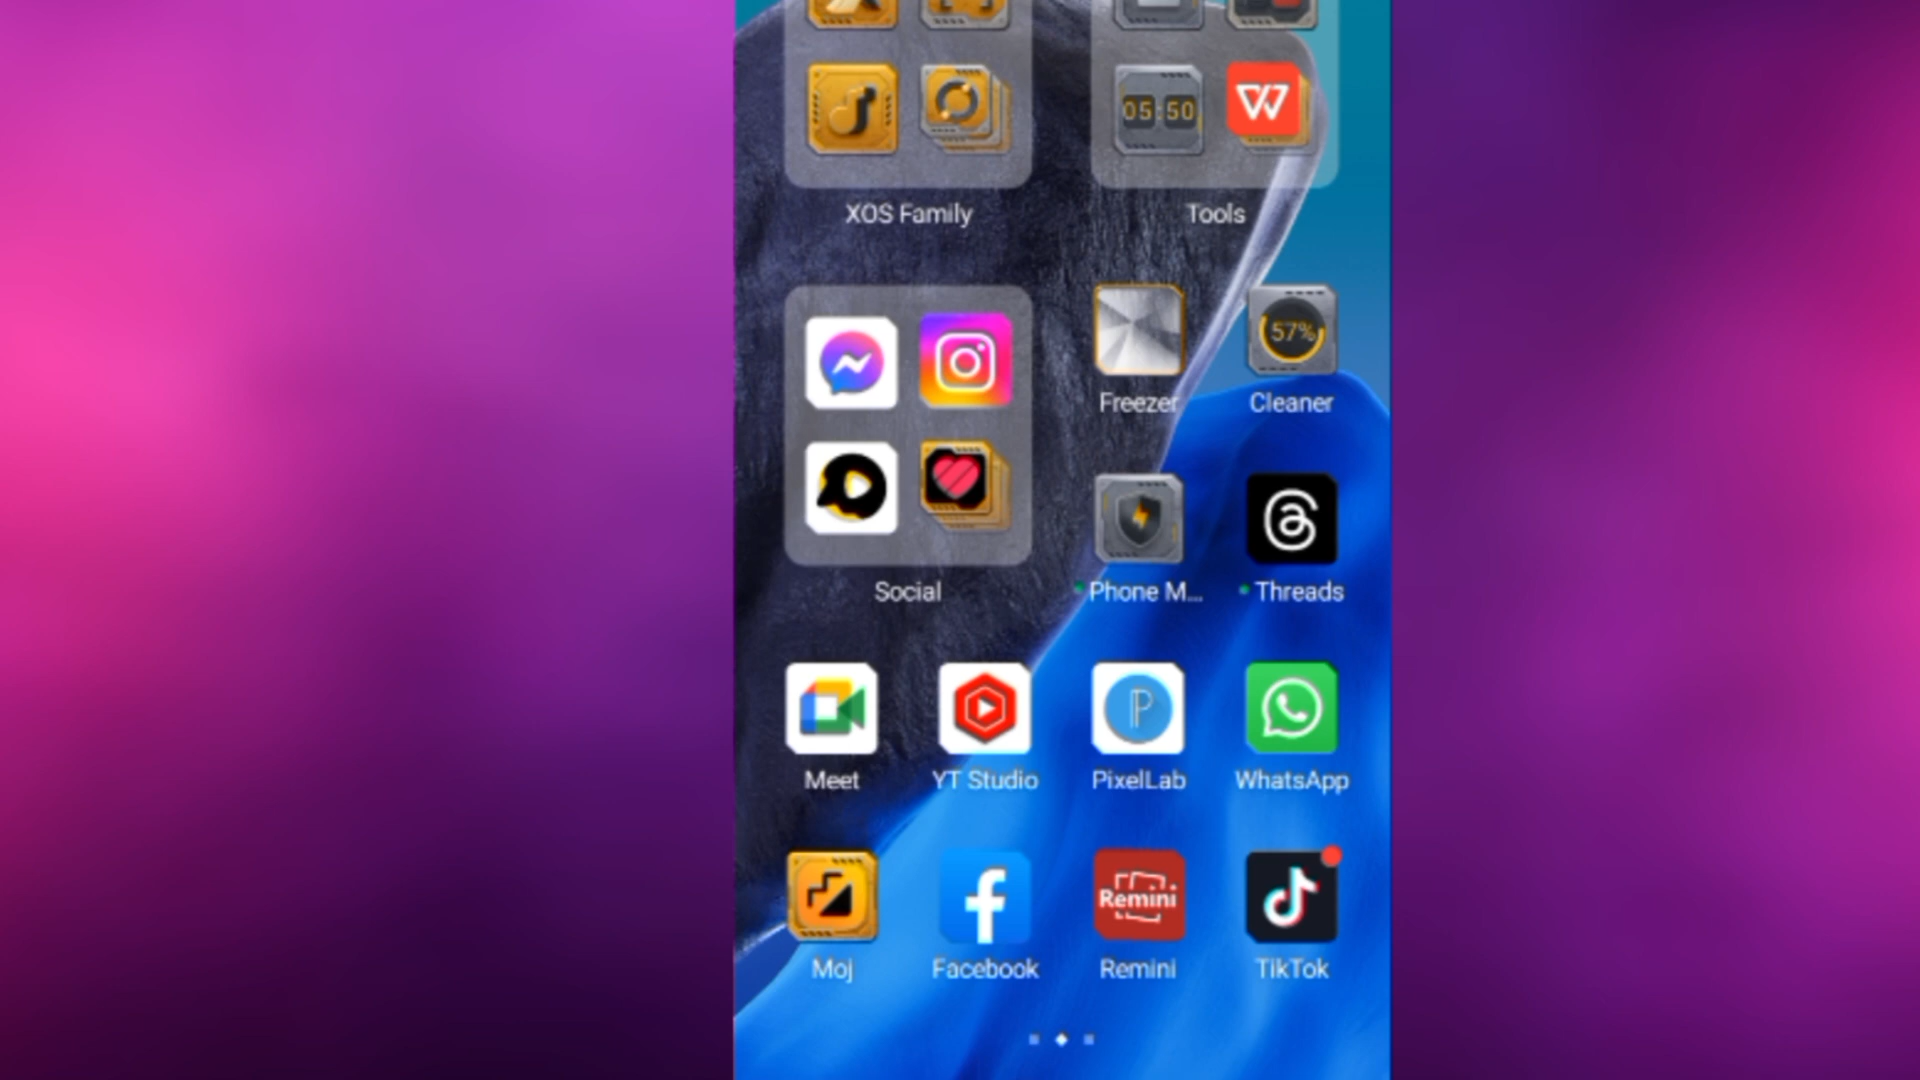 05:50
XOS Family
Tools
57%
Freezer
Cleaner
Social
Phone M...
Threads
Meet
YT Studio
PixelLab
WhatsApp
Remini
Moj
Facebook
Remini
TikTok